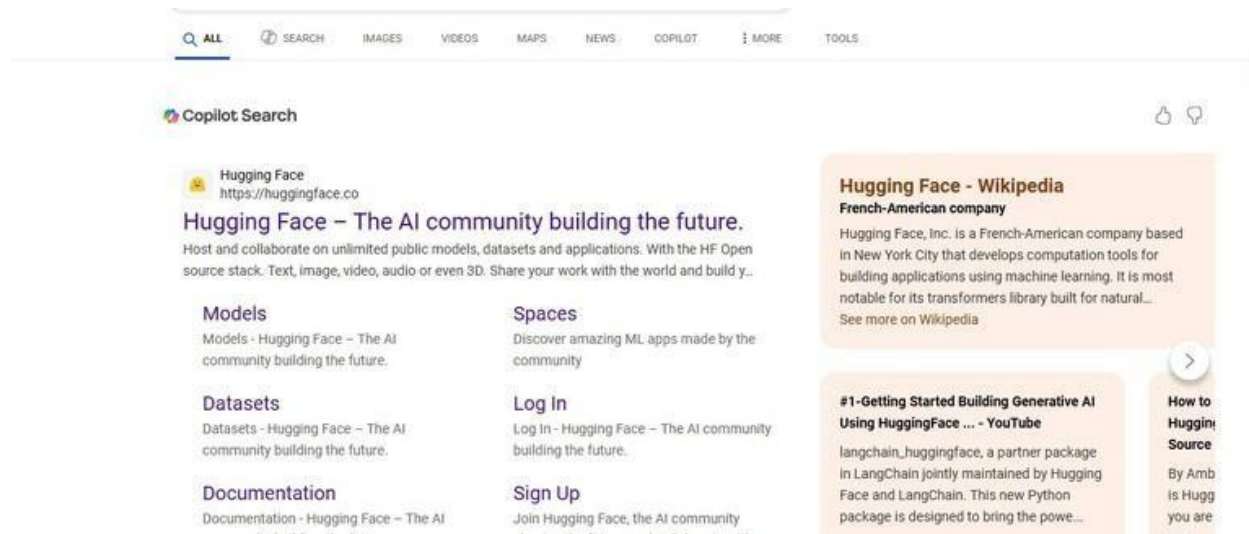 ALL SEARCH IMAGES VIDEOS MAPS NEWS COPILOT MORE TOOLS
Copilot Search
Hugging Face
https://huggingface.co
Hugging Face – The AI community building the future.
Host and collaborate on unlimited public models, datasets and applications. With the HF Open
source stack. Text, image, video, audio or even 3D. Share your work with the world and build y...
Models
Models - Hugging Face – The AI
community building the future.
Spaces
Discover amazing ML apps made by the
community
Datasets
Datasets - Hugging Face – The AI
community building the future.
Log In
Log In - Hugging Face – The AI community
building the future.
Documentation
Documentation - Hugging Face – The AI
Sign Up
Join Hugging Face, the AI community
Hugging Face - Wikipedia
French-American company
Hugging Face, Inc. is a French-American company based
in New York City that develops computation tools for
building applications using machine learning. It is most
notable for its transformers library built for natural...
See more on Wikipedia
#1-Getting Started Building Generative AI
Using HuggingFace ... - YouTube
langchain_huggingface, a partner package
in LangChain jointly maintained by Hugging
Face and LangChain. This new Python
package is designed to bring the powe...
How to
Source
By Amb
is Hugg
you are